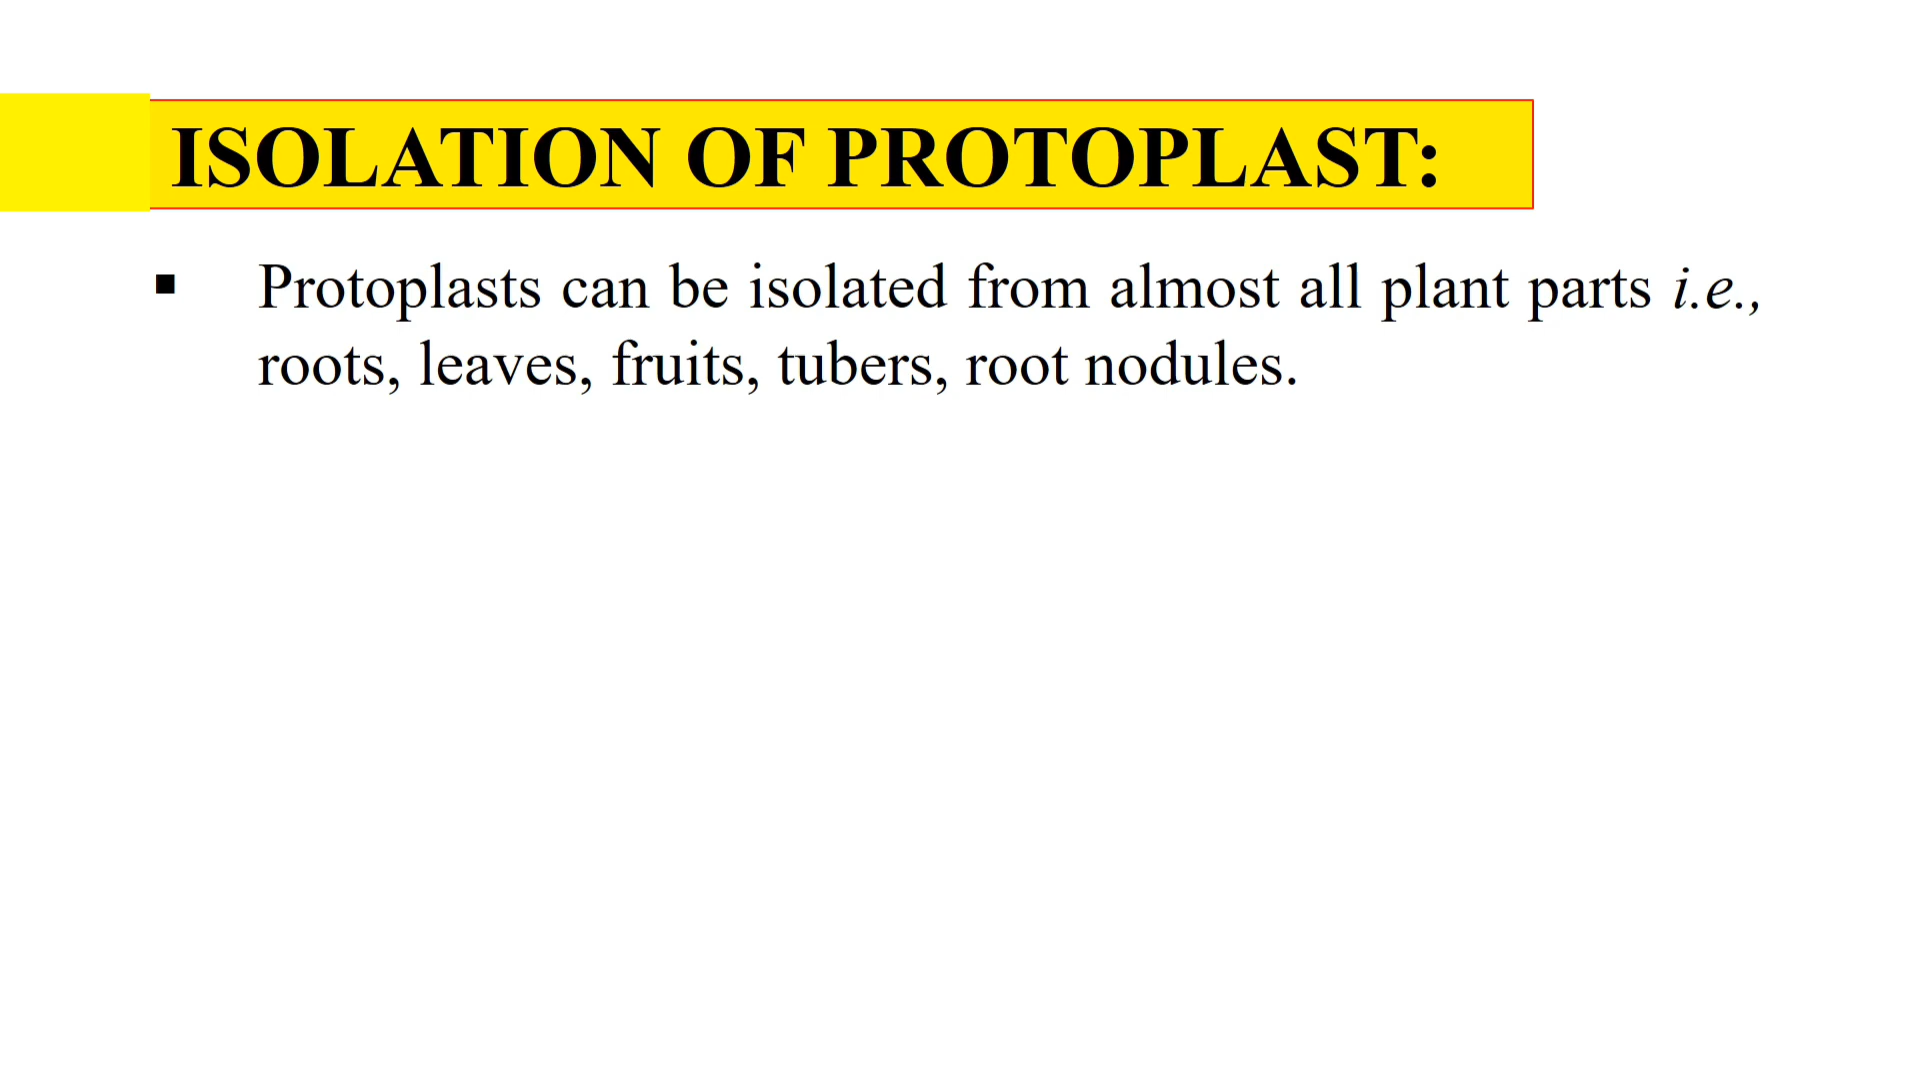 ISOLATION OF PROTOPLAST:
▪ Protoplasts can be isolated from almost all plant parts i.e.,
roots, leaves, fruits, tubers, root nodules.